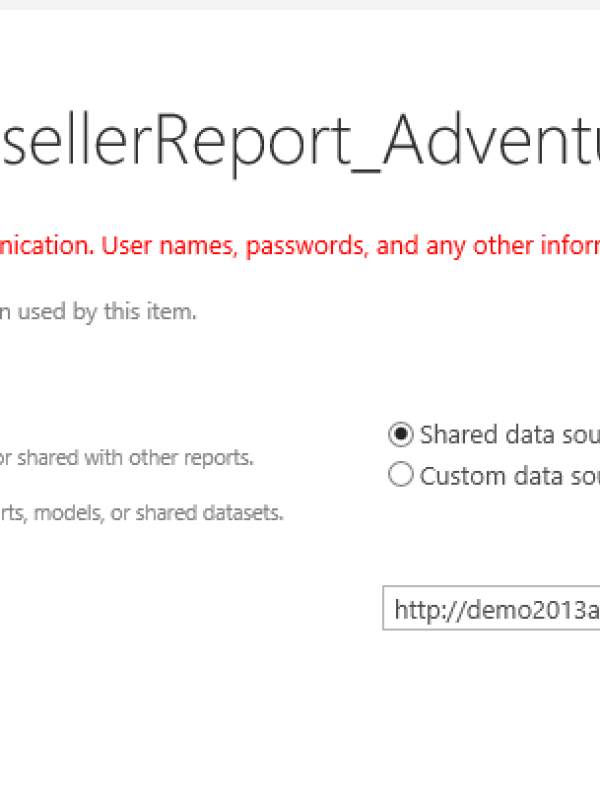 sellerReport_Adventu
nication. User names, passwords, and any other inforr
n used by this item.
Shared data sou
or shared with other reports.
Custom data sou
rts, models, or shared datasets.
http://demo2013a